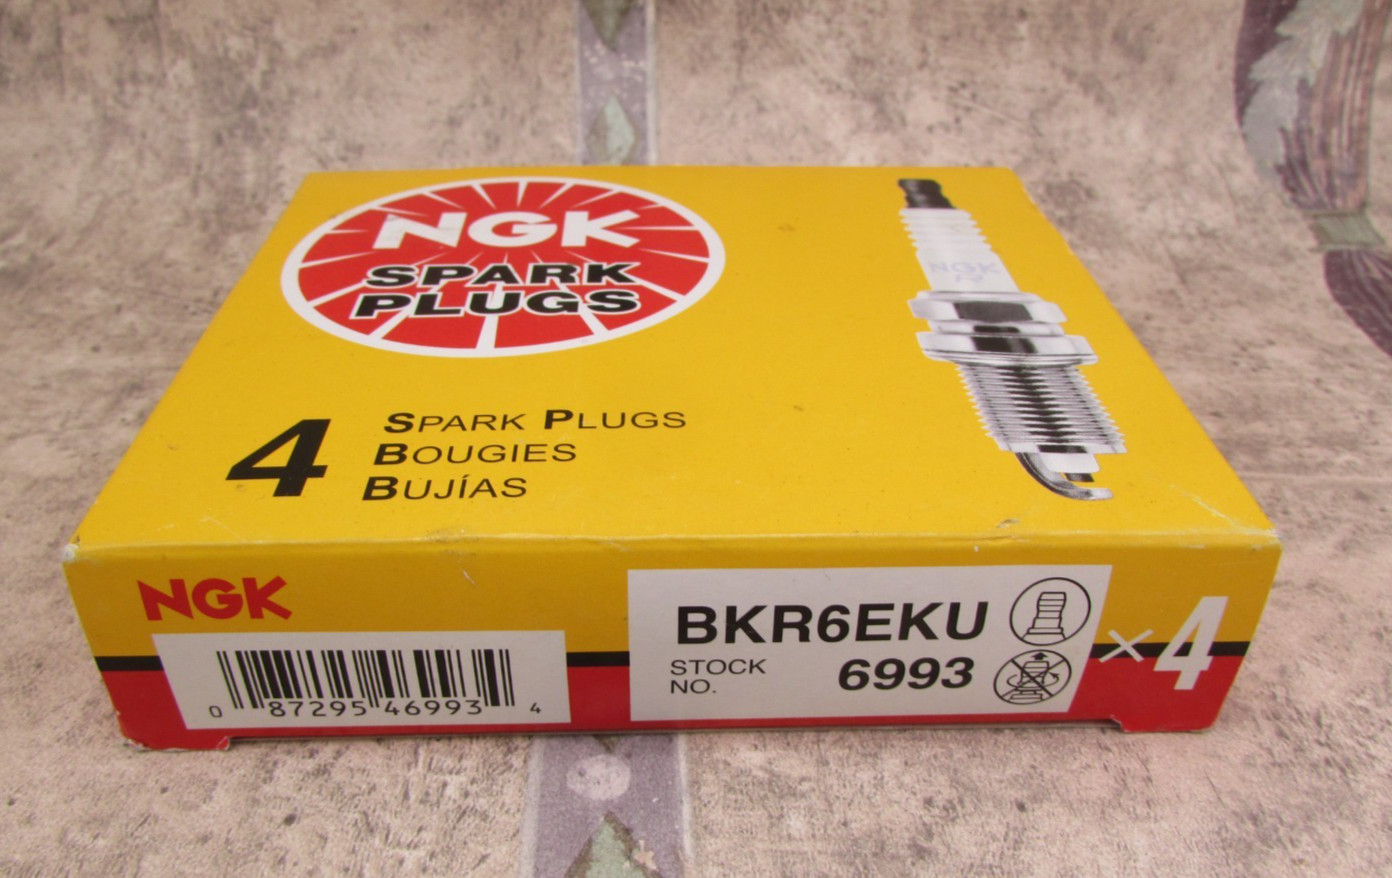 NGK
SPARK
PLUGS
NGK
4
SPARK PLUGS
BOUGIES
BUJÍAS
NGK
BKR6EKU
STOCK
NO.
6993
×4
0 87295 46993 4